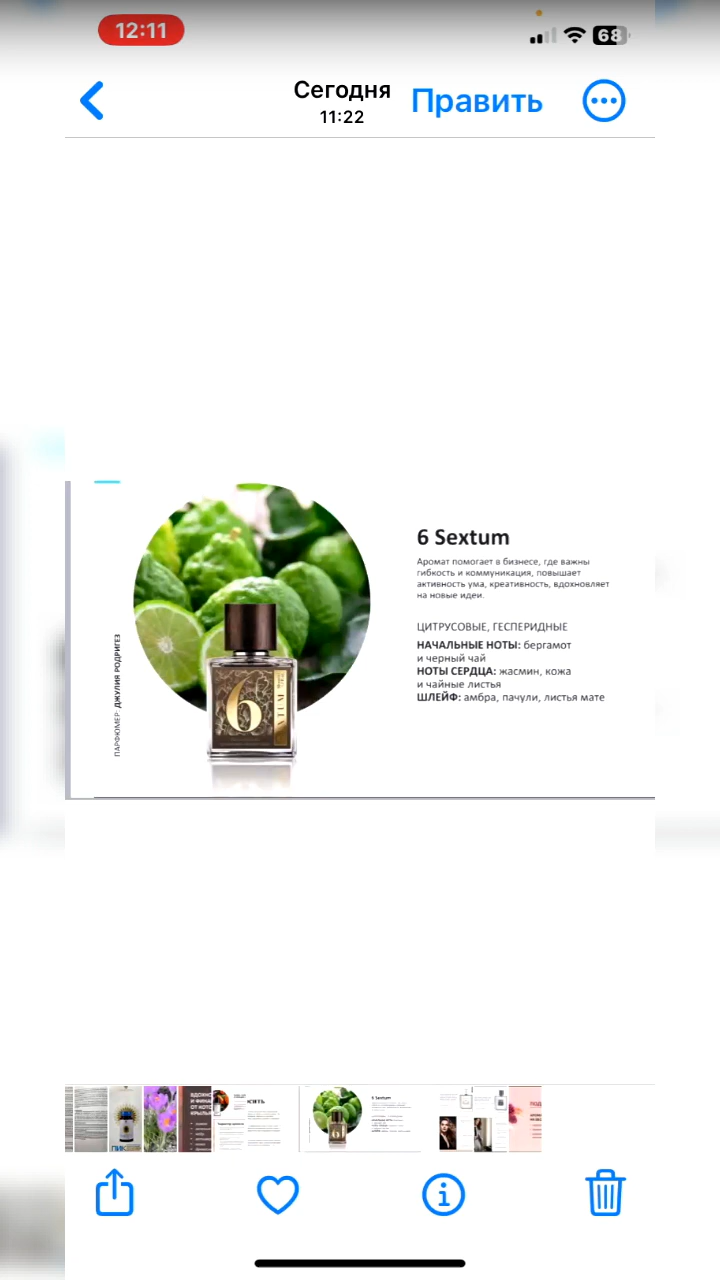 12:11
68
Сегодня
11:22
Править
6 Sextum
Аромат помогает в бизнесе, где важны
гибкость и коммуникация, повышает
активность ума, креативность, вдохновляет
на новые идеи.
ЦИТРУСОВЫЕ, ГЕСПЕРИДНЫЕ
НАЧАЛЬНЫЕ НОТЫ: бергамот
и черный чай
НОТЫ СЕРДЦА: жасмин, кожа
и чайные листья
ШЛЕЙФ: амбра, пачули, листья мате
ПАРФЮМЕР: ДЖУЛИЯ РОДРИГЕЗ
6
6 Sextum